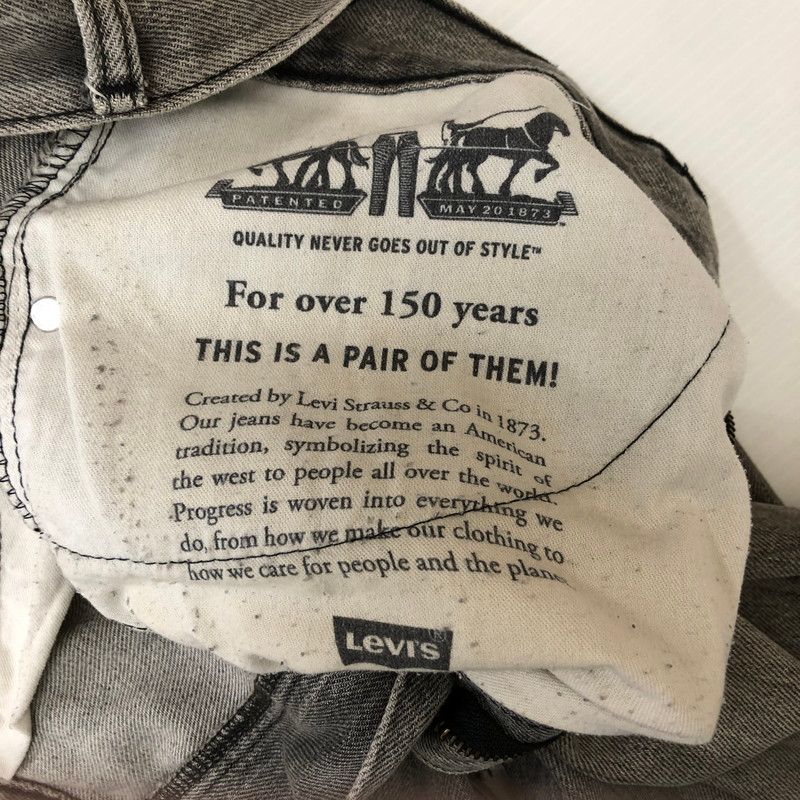 PATENTED MAY 20 1873
QUALITY NEVER GOES OUT OF STYLE™
For over 150 years
THIS IS A PAIR OF THEM!
Created by Levi Strauss & Co in 1873.
Our jeans have become an American
tradition, symbolizing the spirit of
the west to people all over the world.
Progress is woven into everything we
do, from how we make our clothing to
how we care for people and the plane
Levi's®